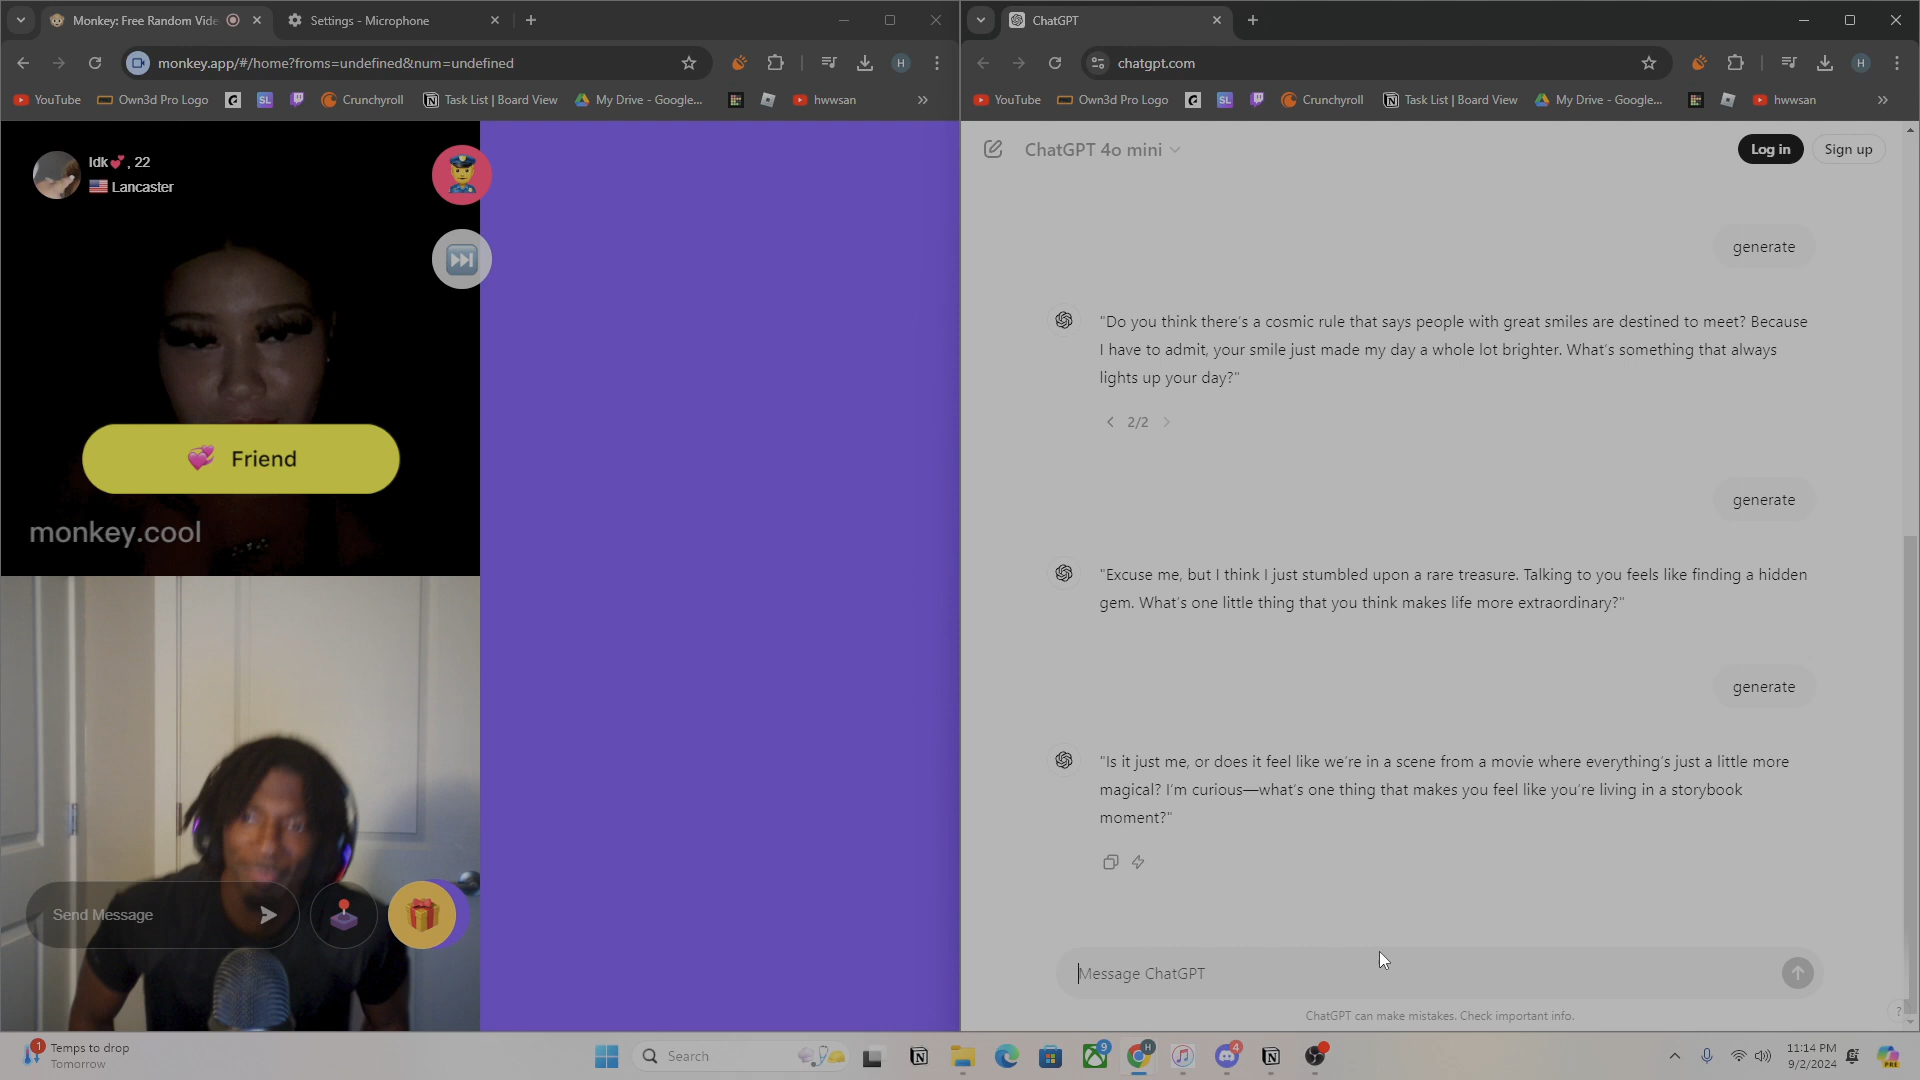 Monkey: Free Random Vide
Settings - Microphone
monkey.app/#/home?froms=undefined&num=undefined
YouTube
Own3d Pro Logo
SL
Crunchyroll
Task List | Board View
My Drive - Google...
hwwsan
Idk💕, 22
Lancaster
Friend
monkey.cool
Send Message
ChatGPT
chatgpt.com
YouTube
Own3d Pro Logo
SL
Crunchyroll
Task List | Board View
My Drive - Google...
hwwsan
ChatGPT 4o mini
Log in
Sign up
generate
"Do you think there's a cosmic rule that says people with great smiles are destined to meet? Because
I have to admit, your smile just made my day a whole lot brighter. What's something that always
lights up your day?"
2/2
generate
"Excuse me, but I think I just stumbled upon a rare treasure. Talking to you feels like finding a hidden
gem. What's one little thing that you think makes life more extraordinary?"
generate
"Is it just me, or does it feel like we're in a scene from a movie where everything's just a little more
magical? I'm curious—what's one thing that makes you feel like you're living in a storybook
moment?"
Message ChatGPT
ChatGPT can make mistakes. Check important info.
?
1
Temps to drop
Tomorrow
Search
9
H
4
11:14 PM
9/2/2024
PRE